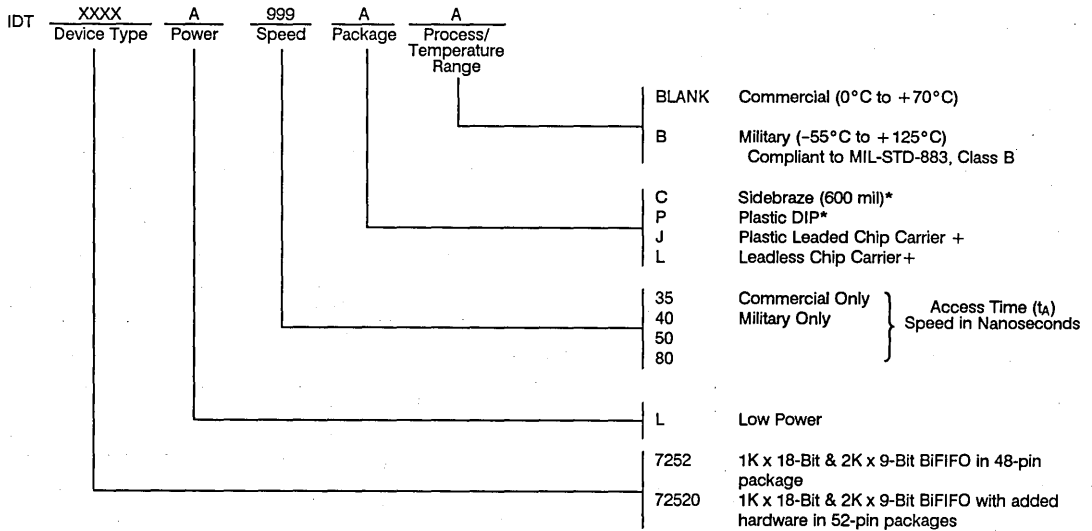 IDT XXXX A 999 A A
Device Type Power Speed Package Process/
Temperature
Range
BLANK Commercial (0°C to +70°C)
B Military (–55°C to +125°C)
Compliant to MIL-STD-883, Class B
C Sidebraze (600 mil)*
P Plastic DIP*
J Plastic Leaded Chip Carrier +
L Leadless Chip Carrier+
35 Commercial Only
40 Military Only
50
80
Access Time (tA)
Speed in Nanoseconds
L Low Power
7252 1K x 18-Bit & 2K x 9-Bit BiFIFO in 48-pin
package
72520 1K x 18-Bit & 2K x 9-Bit BiFIFO with added
hardware in 52-pin packages